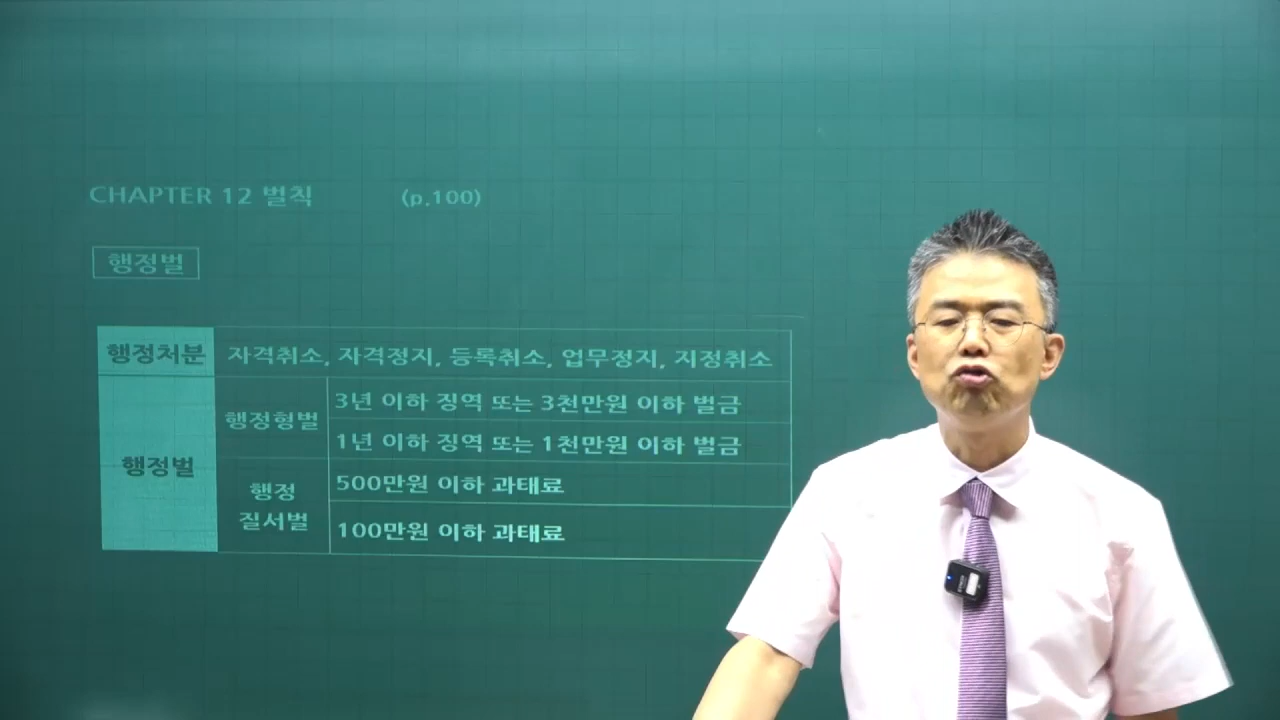 CHAPTER 12 벌칙 (p.100)
행정벌
행정처분 자격취소, 자격정지, 등록취소, 업무정지, 지정취소
행정벌
행정형벌
3년 이하 징역 또는 3천만원 이하 벌금
1년 이하 징역 또는 1천만원 이하 벌금
행정
질서벌
500만원 이하 과태료
100만원 이하 과태료